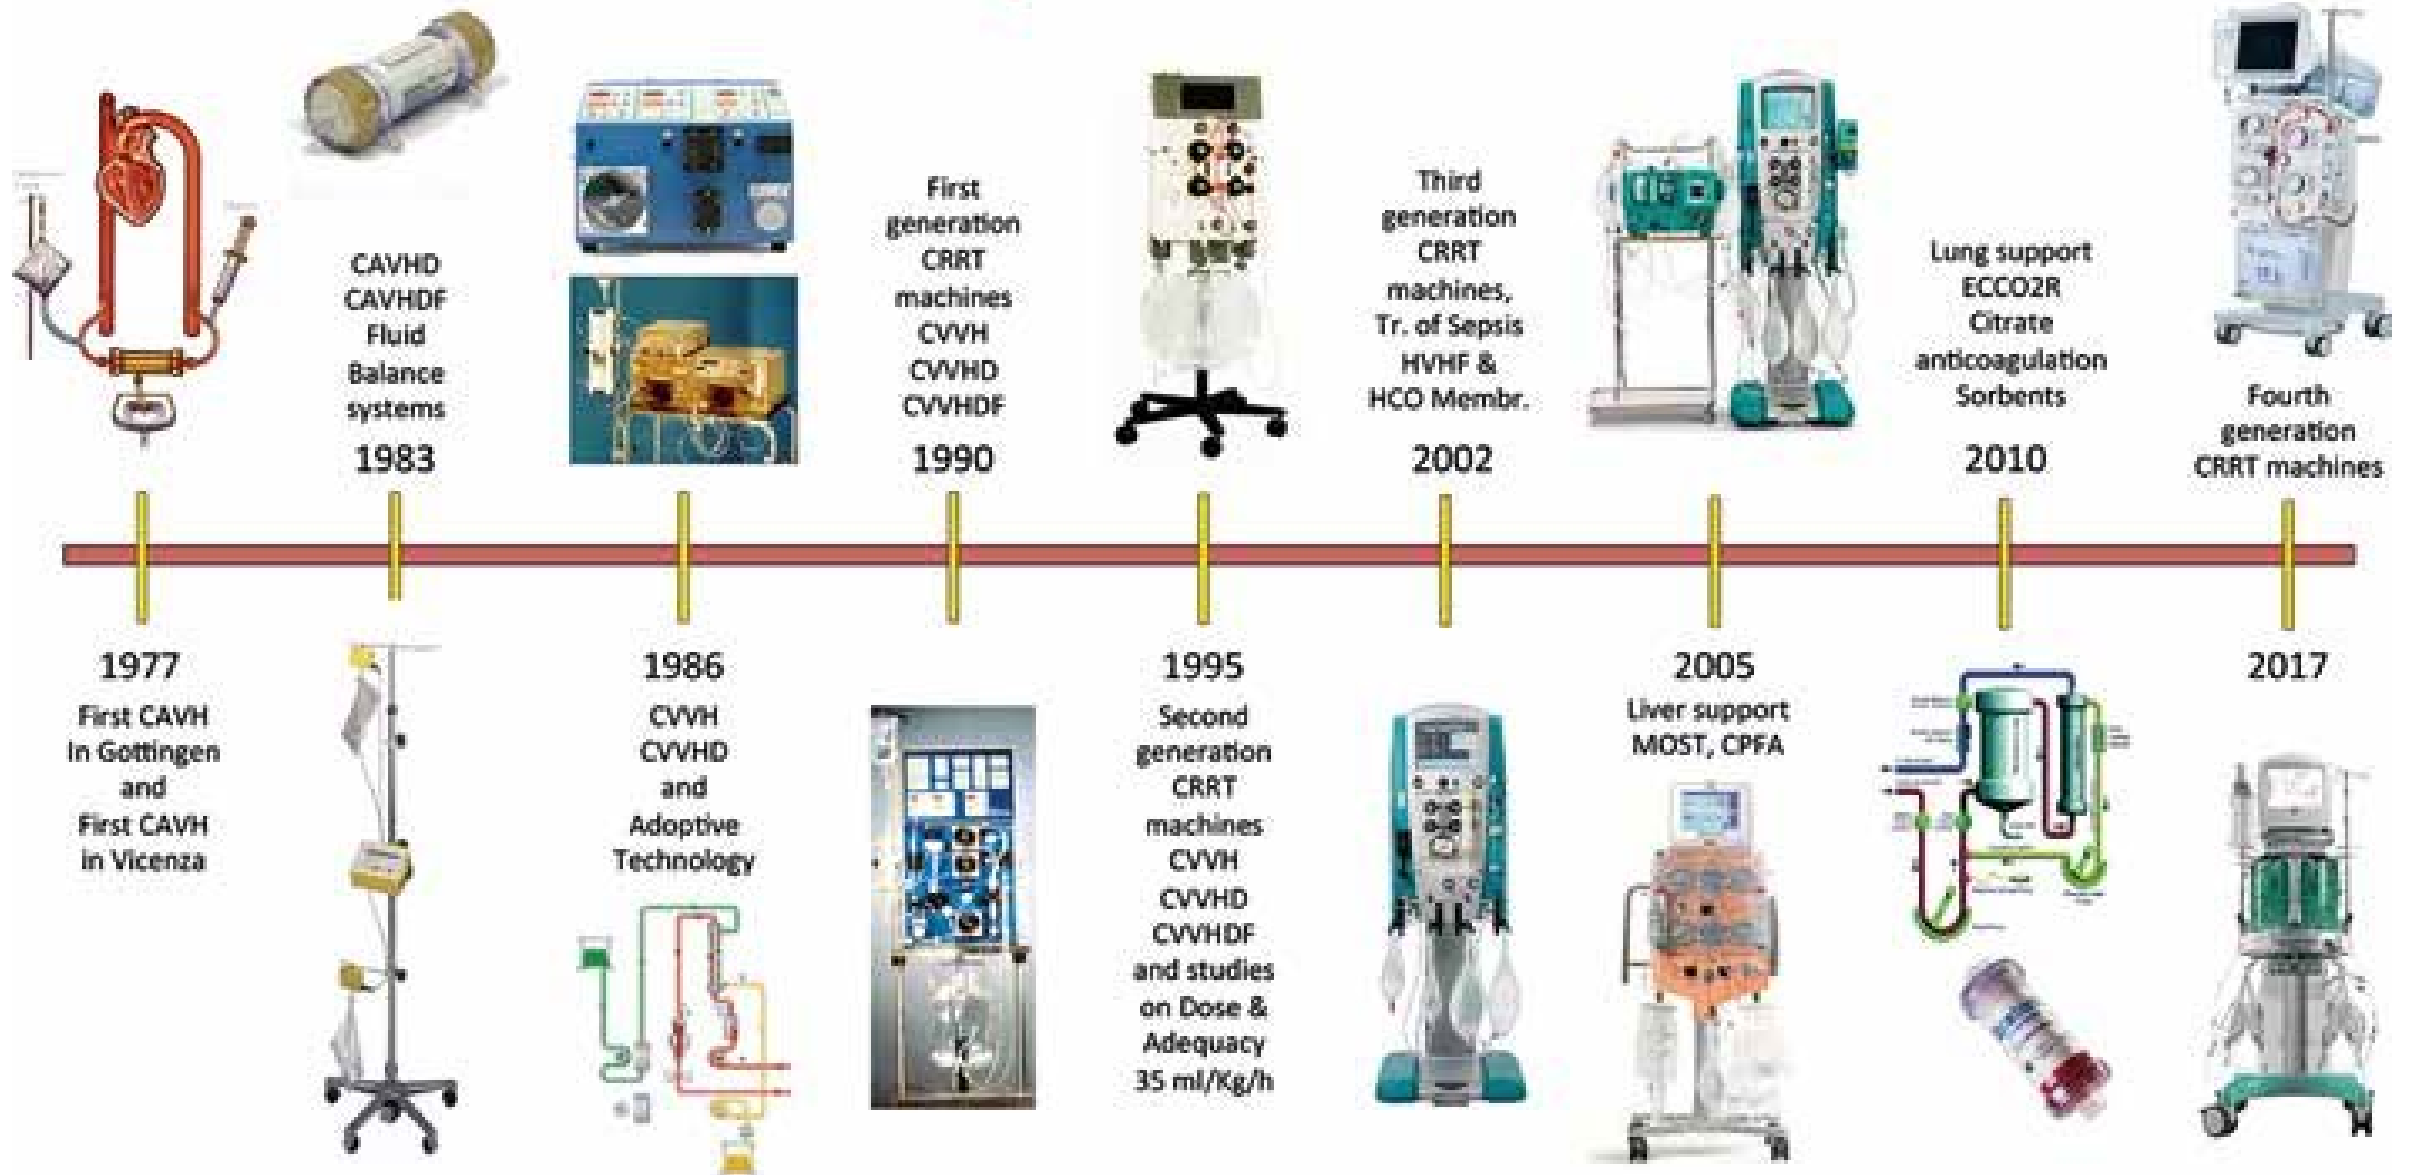 CAVHD
CAVHDF
Fluid
Balance
systems
1983
First
generation
CRRT
machines
CVVH
CVVHD
CVVHDF
1990
Third
generation
CRRT
machines,
Tr. of Sepsis
HVHF &
HCO Membr.
2002
Lung support
ECCO2R
Citrate
anticoagulation
Sorbents
2010
Fourth
generation
CRRT machines
1977
First CAVH
In Gottingen
and
First CAVH
in Vicenza
1986
CVVH
CVVHD
and
Adoptive
Technology
1995
Second
generation
CRRT
machines
CVVH
CVVHD
CVVHDF
and studies
on Dose &
Adequacy
35 ml/Kg/h
2005
Liver support
MOST, CPFA
2017